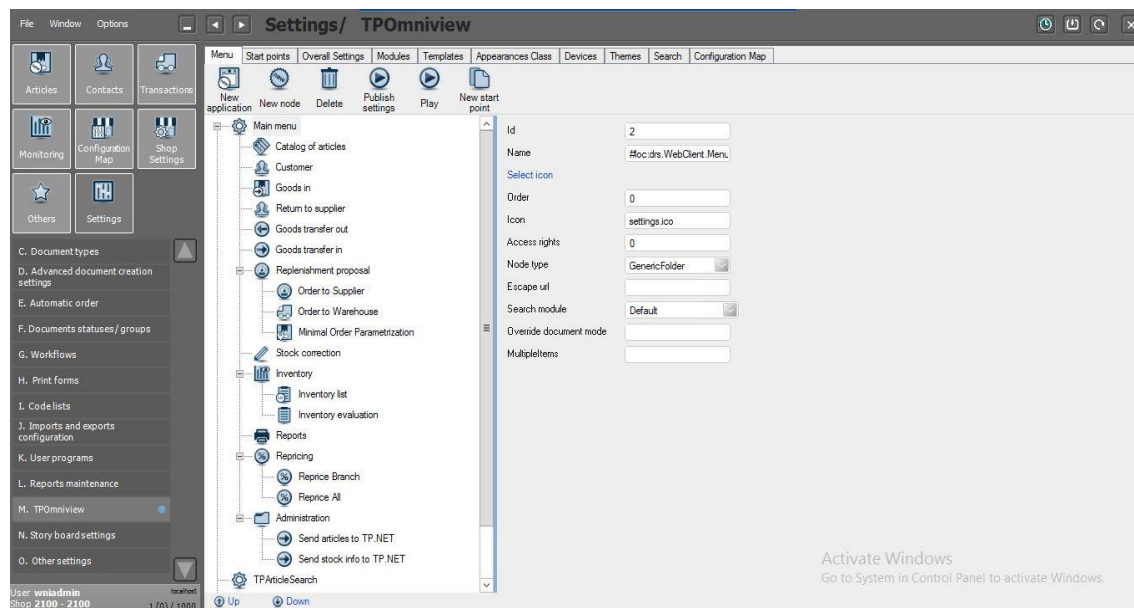 File Window Options
Settings/ TPOmniview
Articles Contacts Transactions
Monitoring Configuration Map Shop Settings
Others Settings
C. Document types
D. Advanced document creation
settings
E. Automatic order
F. Documents statuses/ groups
G. Workflows
H. Print forms
I. Code lists
J. Imports and exports
configuration
K. User programs
L. Reports maintenance
M. TPOmniview
N. Story board settings
O. Other settings
User wniadmin localhost
Shop 2100 - 2100 1 (0) / 1000
Menu Start points Overall Settings Modules Templates Appearances Class Devices Themes Search Configuration Map
New application New node Delete Publish settings Play New start point
Main menu
Catalog of articles
Customer
Goods in
Return to supplier
Goods transfer out
Goods transfer in
Replenishment proposal
Order to Supplier
Order to Warehouse
Minimal Order Parametrization
Stock correction
Inventory
Inventory list
Inventory evaluation
Reports
Repricing
Reprice Branch
Reprice All
Administration
Send articles to TP.NET
Send stock info to TP.NET
TPArticleSearch
Up Down
Id 2
Name #loc:drs.WebClient.Menu
Select icon
Order 0
Icon settings.ico
Access rights 0
Node type GenericFolder
Escape url
Search module Default
Override document mode
MultipleItems
Activate Windows
Go to System in Control Panel to activate Windows.